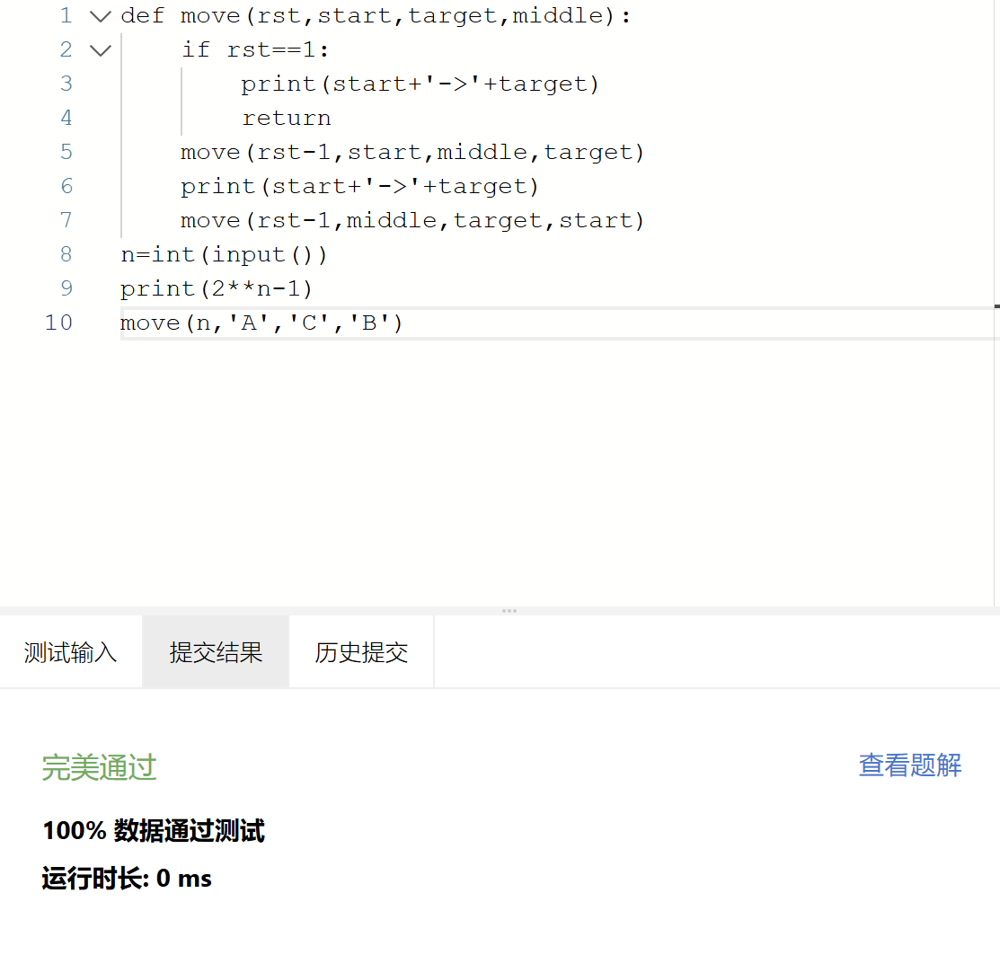 1 def move(rst,start,target,middle):
2     if rst==1:
3         print(start+'->'+target)
4         return
5     move(rst-1,start,middle,target)
6     print(start+'->'+target)
7     move(rst-1,middle,target,start)
8 n=int(input())
9 print(2**n-1)
10 move(n,'A','C','B')
测试输入 提交结果 历史提交
完美通过 查看题解
100% 数据通过测试
运行时长: 0 ms